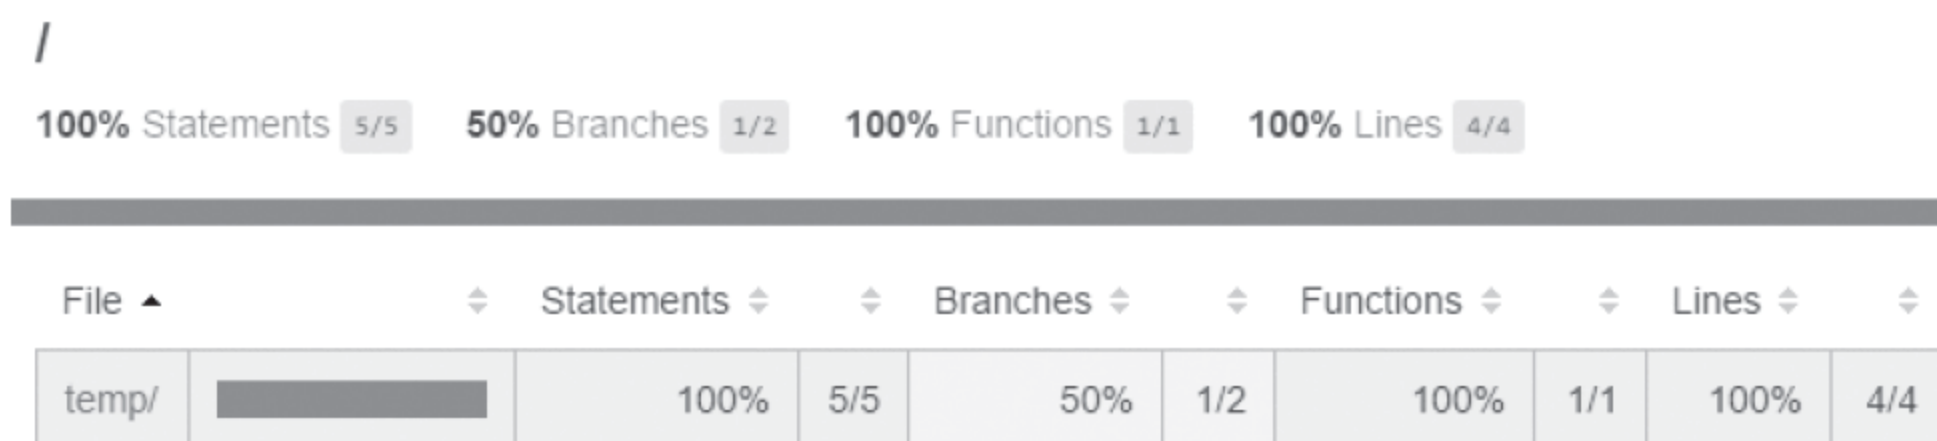 /
100% Statements 5/5 50% Branches 1/2 100% Functions 1/1 100% Lines 4/4
File Statements Branches Functions Lines
temp/ 100% 5/5 50% 1/2 100% 1/1 100% 4/4